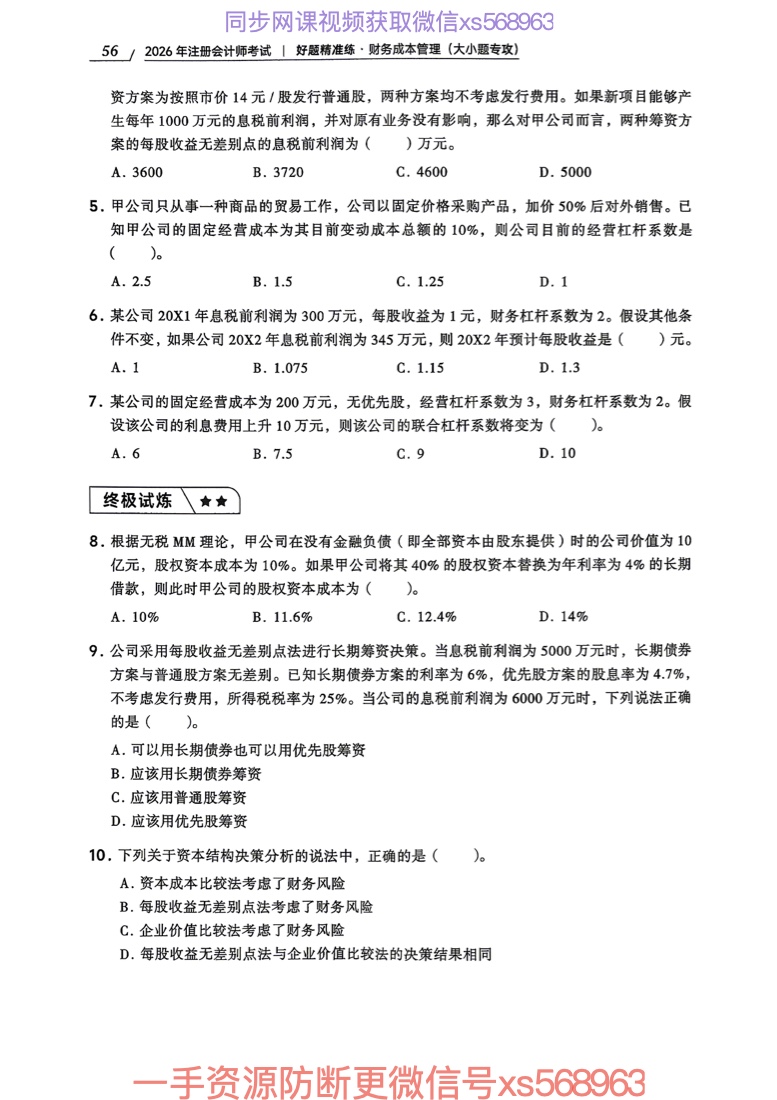 同步网课视频获取微信xs568963
56 / 2026年注册会计师考试 | 好题精准练·财务成本管理（大小题专攻）
资方案为按照市价14元/股发行普通股，两种方案均不考虑发行费用。如果新项目能够产
生每年1000万元的息税前利润，并对原有业务没有影响，那么对甲公司而言，两种筹资方
案的每股收益无差别点的息税前利润为（　　）万元。
A. 3600　B. 3720　C. 4600　D. 5000
5. 甲公司只从事一种商品的贸易工作，公司以固定价格采购产品，加价50%后对外销售。已
知甲公司的固定经营成本为其目前变动成本总额的10%，则公司目前的经营杠杆系数是
（　　）。
A. 2.5　B. 1.5　C. 1.25　D. 1
6. 某公司20X1年息税前利润为300万元，每股收益为1元，财务杠杆系数为2。假设其他条
件不变，如果公司20X2年息税前利润为345万元，则20X2年预计每股收益是（　　）元。
A. 1　B. 1.075　C. 1.15　D. 1.3
7. 某公司的固定经营成本为200万元，无优先股，经营杠杆系数为3，财务杠杆系数为2。假
设该公司的利息费用上升10万元，则该公司的联合杠杆系数将变为（　　）。
A. 6　B. 7.5　C. 9　D. 10
终极试炼 ★★
8. 根据无税MM理论，甲公司在没有金融负债（即全部资本由股东提供）时的公司价值为10
亿元，股权资本成本为10%。如果甲公司将其40%的股权资本替换为年利率为4%的长期
借款，则此时甲公司的股权资本成本为（　　）。
A. 10%　B. 11.6%　C. 12.4%　D. 14%
9. 公司采用每股收益无差别点法进行长期筹资决策。当息税前利润为5000万元时，长期债券
方案与普通股方案无差别。已知长期债券方案的利率为6%，优先股方案的股息率为4.7%，
不考虑发行费用，所得税税率为25%。当公司的息税前利润为6000万元时，下列说法正确
的是（　　）。
A. 可以用长期债券也可以用优先股筹资
B. 应该用长期债券筹资
C. 应该用普通股筹资
D. 应该用优先股筹资
10. 下列关于资本结构决策分析的说法中，正确的是（　　）。
A. 资本成本比较法考虑了财务风险
B. 每股收益无差别点法考虑了财务风险
C. 企业价值比较法考虑了财务风险
D. 每股收益无差别点法与企业价值比较法的决策结果相同
一手资源防断更微信号xs568963